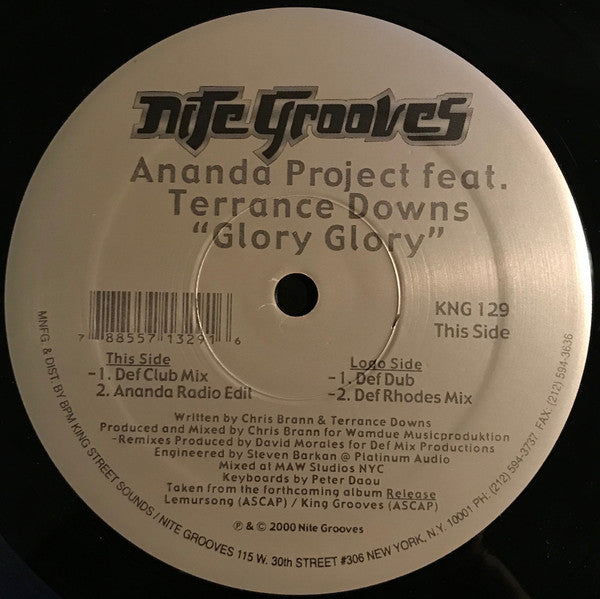 NiTe Grooves
Ananda Project feat.
Terrance Downs
“Glory Glory”
KNG 129
This Side
7 88557 13291 6
This Side
-1. Def Club Mix
2. Ananda Radio Edit
Logo Side
-1. Def Dub
-2. Def Rhodes Mix
Written by Chris Brann & Terrance Downs
Produced and Mixed by Chris Brann for Wamdue Musicproduktion
-Remixes Produced by David Morales for Def Mix Productions
Engineered by Steven Barkan @ Platinum Audio
Mixed at MAW Studios NYC
Keyboards by Peter Daou
Taken from the forthcoming album Release
Lemursong (ASCAP) / King Grooves (ASCAP)
℗ & © 2000 Nite Grooves
MNFG. & DIST. BY BPM KING STREET SOUNDS / NITE GROOVES 115 W. 30th STREET #306 NEW YORK, N.Y. 10001 PH: (212) 594-3737 FAX: (212) 594-3636